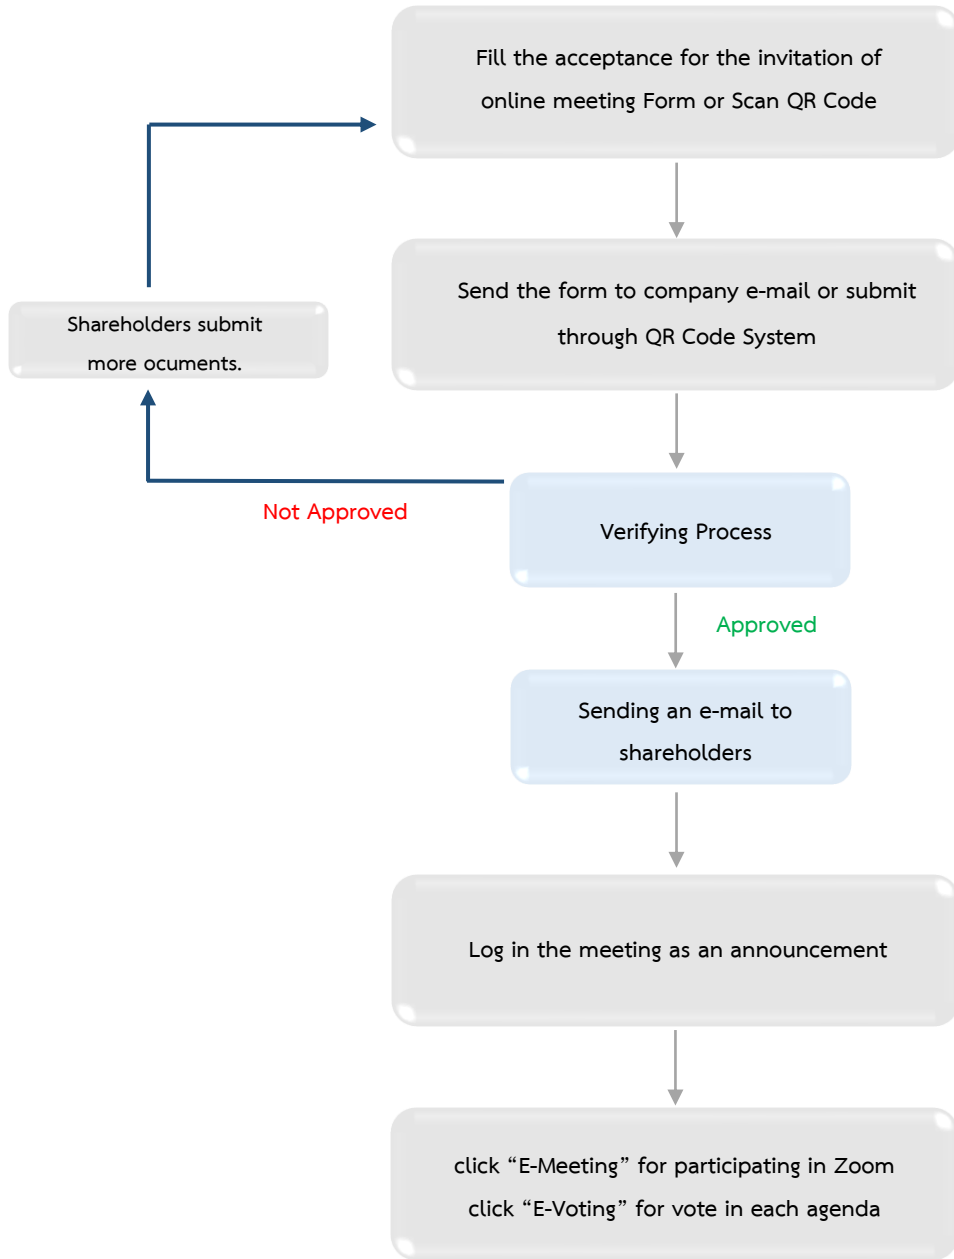 Fill the acceptance for the invitation of
online meeting Form or Scan QR Code
Send the form to company e-mail or submit
through QR Code System
Shareholders submit
more ocuments.
Not Approved
Verifying Process
Approved
Sending an e-mail to
shareholders
Log in the meeting as an announcement
click “E-Meeting” for participating in Zoom
click “E-Voting” for vote in each agenda